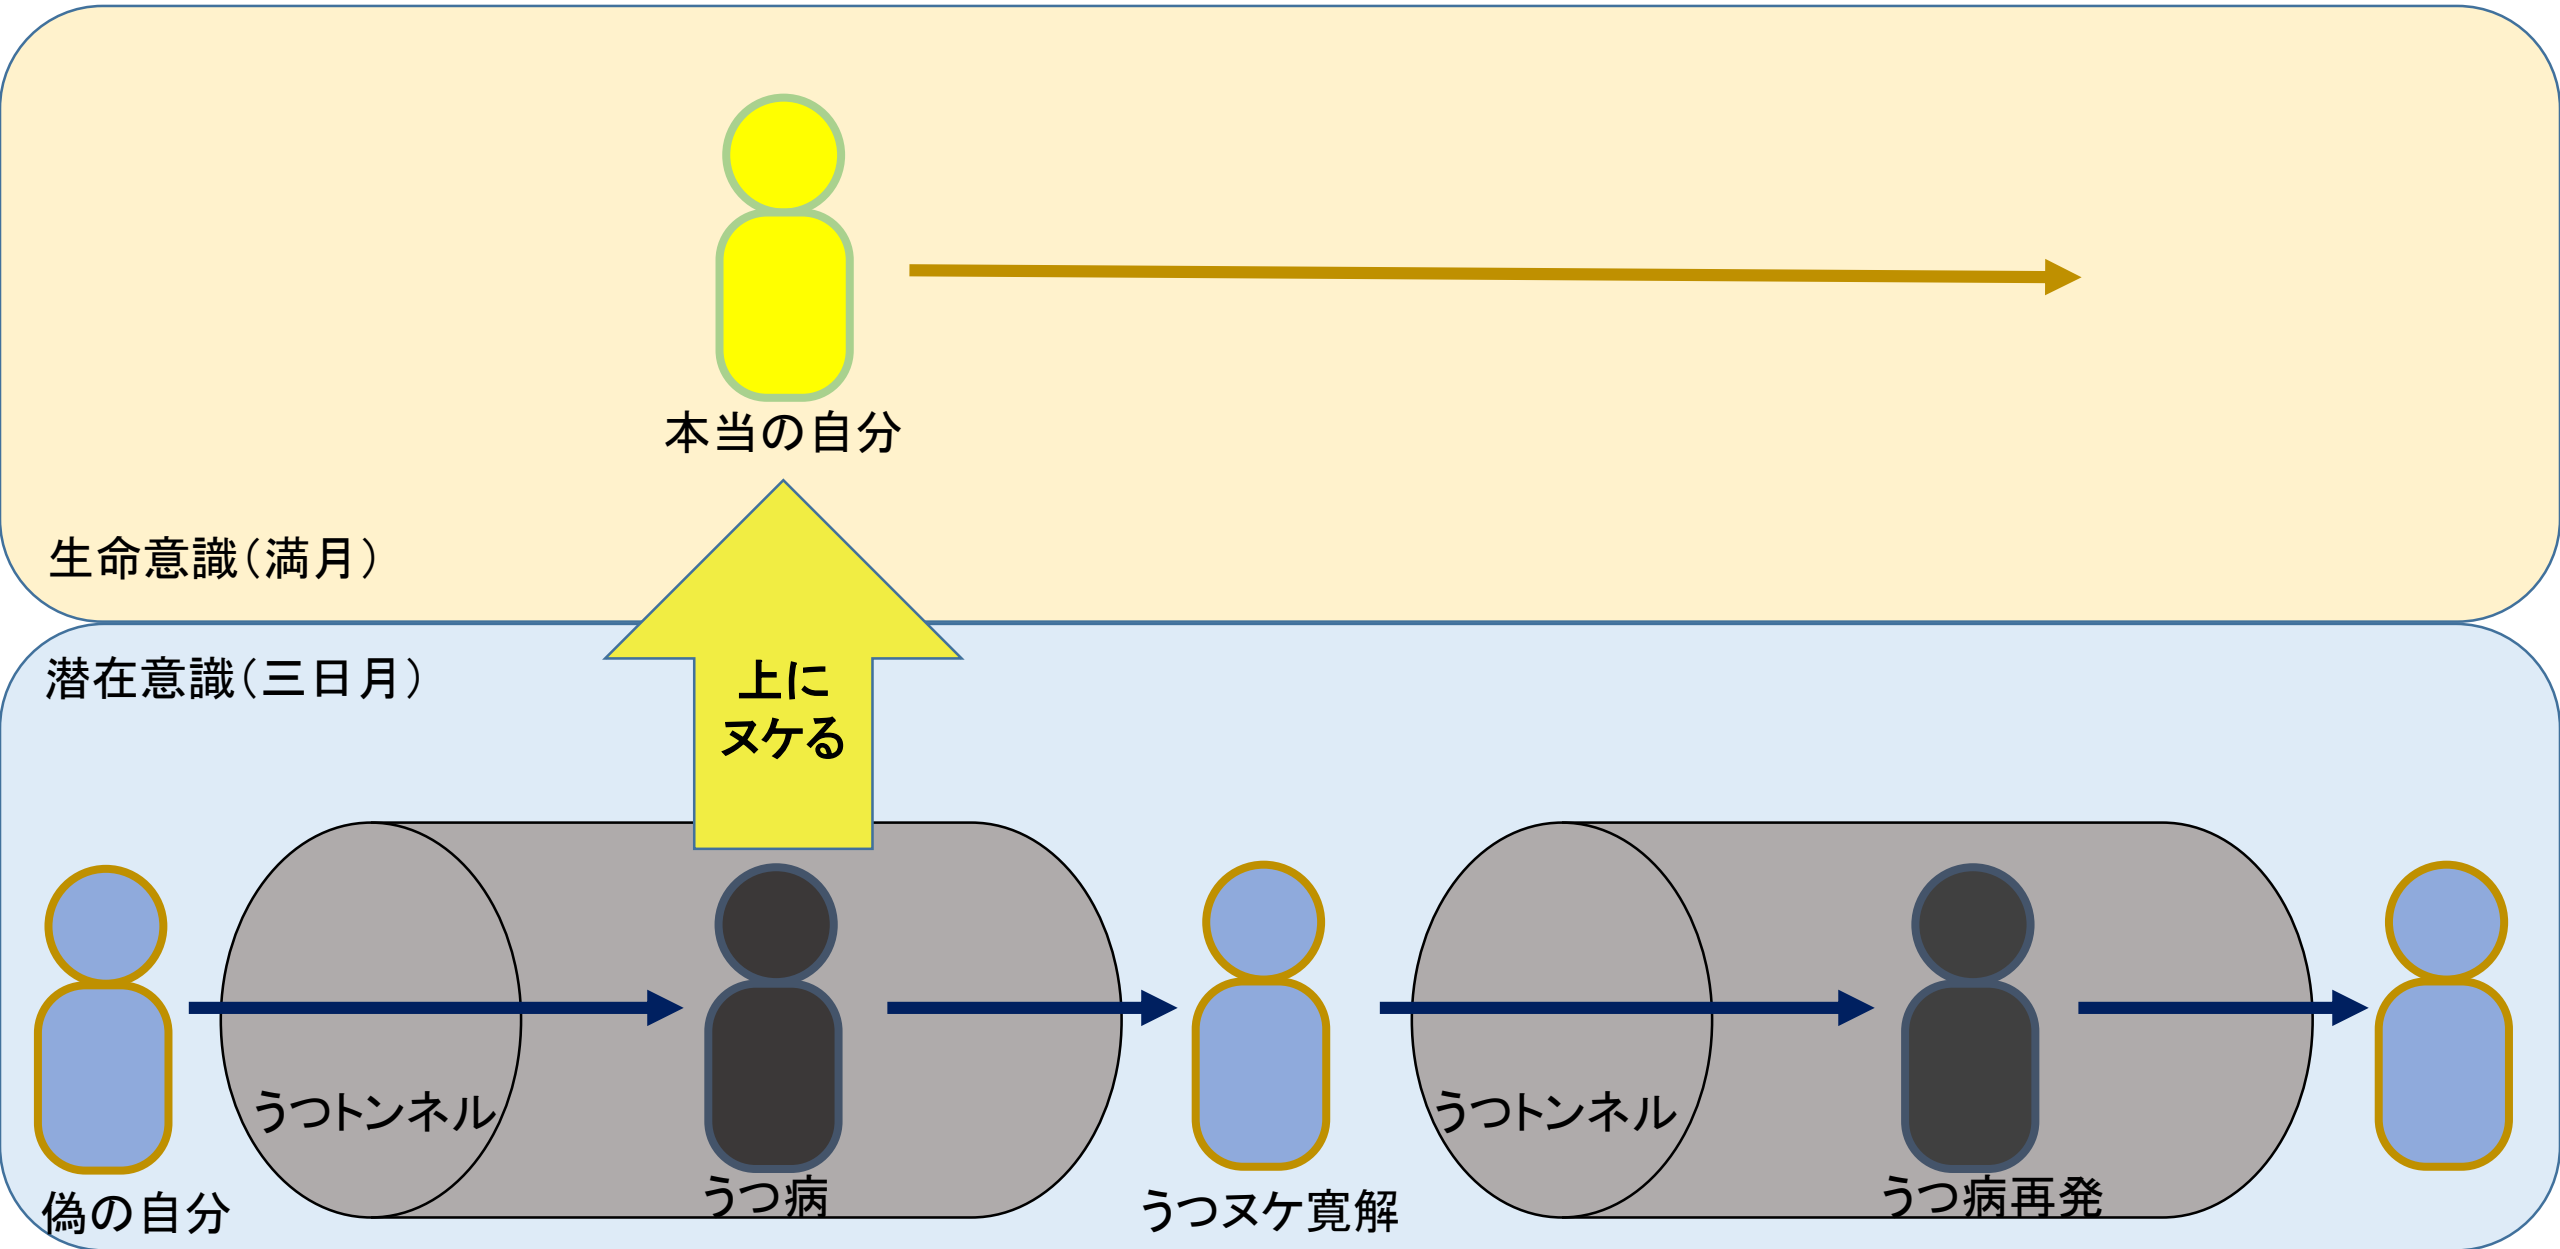 本当の自分
生命意識(満月)
潜在意識(三日月)
上に
ヌケる
うつトンネル
うつトンネル
偽の自分
うつ病
うつヌケ寛解
うつ病再発